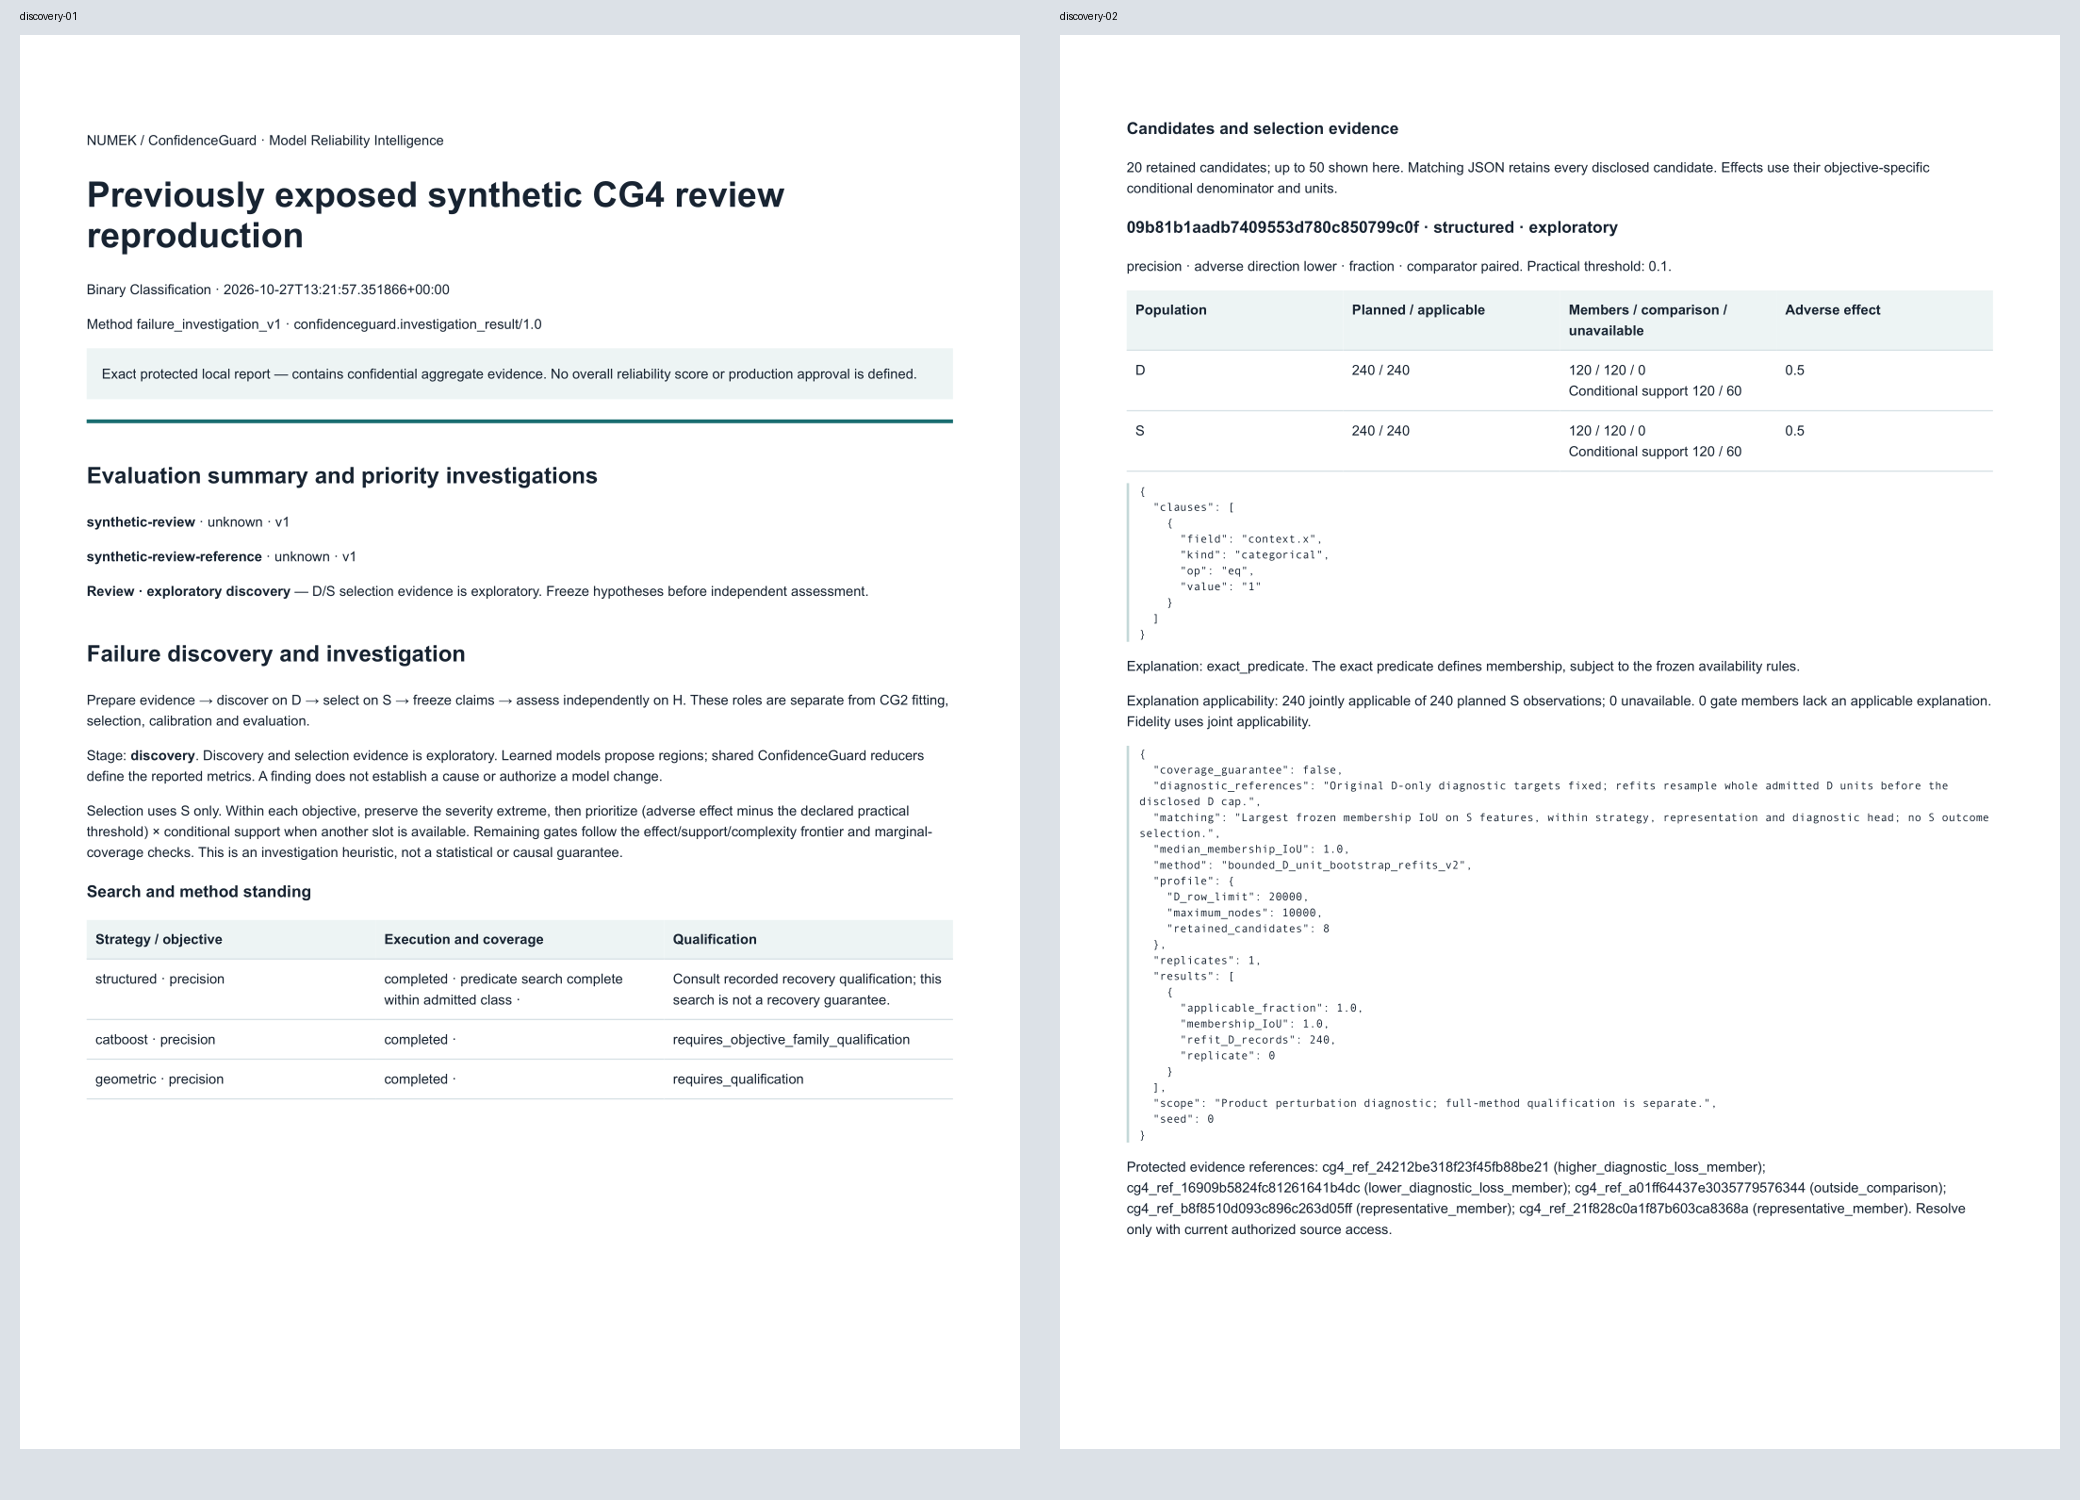 discovery-01
NUMEK / ConfidenceGuard · Model Reliability Intelligence
Previously exposed synthetic CG4 review
reproduction
Binary Classification · 2026-10-27T13:21:57.351866+00:00
Method failure_investigation_v1 · confidenceguard.investigation_result/1.0
Exact protected local report — contains confidential aggregate evidence. No overall reliability score or production approval is defined.
Evaluation summary and priority investigations
synthetic-review · unknown · v1
synthetic-review-reference · unknown · v1
Review · exploratory discovery — D/S selection evidence is exploratory. Freeze hypotheses before independent assessment.
Failure discovery and investigation
Prepare evidence → discover on D → select on S → freeze claims → assess independently on H. These roles are separate from CG2 fitting,
selection, calibration and evaluation.
Stage: discovery. Discovery and selection evidence is exploratory. Learned models propose regions; shared ConfidenceGuard reducers
define the reported metrics. A finding does not establish a cause or authorize a model change.
Selection uses S only. Within each objective, preserve the severity extreme, then prioritize (adverse effect minus the declared practical
threshold) × conditional support when another slot is available. Remaining gates follow the effect/support/complexity frontier and marginal-
coverage checks. This is an investigation heuristic, not a statistical or causal guarantee.
Search and method standing
Strategy / objective Execution and coverage Qualification
structured · precision completed · predicate search complete Consult recorded recovery qualification; this
within admitted class · search is not a recovery guarantee.
catboost · precision completed · requires_objective_family_qualification
geometric · precision completed · requires_qualification
discovery-02
Candidates and selection evidence
20 retained candidates; up to 50 shown here. Matching JSON retains every disclosed candidate. Effects use their objective-specific
conditional denominator and units.
09b81b1aadb7409553d780c850799c0f · structured · exploratory
precision · adverse direction lower · fraction · comparator paired. Practical threshold: 0.1.
Population Planned / applicable Members / comparison / Adverse effect
unavailable
D 240 / 240 120 / 120 / 0 0.5
Conditional support 120 / 60
S 240 / 240 120 / 120 / 0 0.5
Conditional support 120 / 60
{
"clauses": [
{
"field": "context.x",
"kind": "categorical",
"op": "eq",
"value": "1"
}
]
}
Explanation: exact_predicate. The exact predicate defines membership, subject to the frozen availability rules.
Explanation applicability: 240 jointly applicable of 240 planned S observations; 0 unavailable. 0 gate members lack an applicable explanation.
Fidelity uses joint applicability.
{
"coverage_guarantee": false,
"diagnostic_references": "Original D-only diagnostic targets fixed; refits resample whole admitted D units before the
disclosed D cap.",
"matching": "Largest frozen membership IoU on S features, within strategy, representation and diagnostic head; no S outcome
selection.",
"median_membership_IoU": 1.0,
"method": "bounded_D_unit_bootstrap_refits_v2",
"profile": {
"D_row_limit": 20000,
"maximum_nodes": 10000,
"retained_candidates": 8
},
"replicates": 1,
"results": [
{
"applicable_fraction": 1.0,
"membership_IoU": 1.0,
"refit_D_records": 240,
"replicate": 0
}
],
"scope": "Product perturbation diagnostic; full-method qualification is separate.",
"seed": 0
}
Protected evidence references: cg4_ref_24212be318f23f45fb88be21 (higher_diagnostic_loss_member);
cg4_ref_16909b5824fc81261641b4dc (lower_diagnostic_loss_member); cg4_ref_a01ff64437e3035779576344 (outside_comparison);
cg4_ref_b8f8510d093c896c263d05ff (representative_member); cg4_ref_21f828c0a1f87b603ca8368a (representative_member). Resolve
only with current authorized source access.